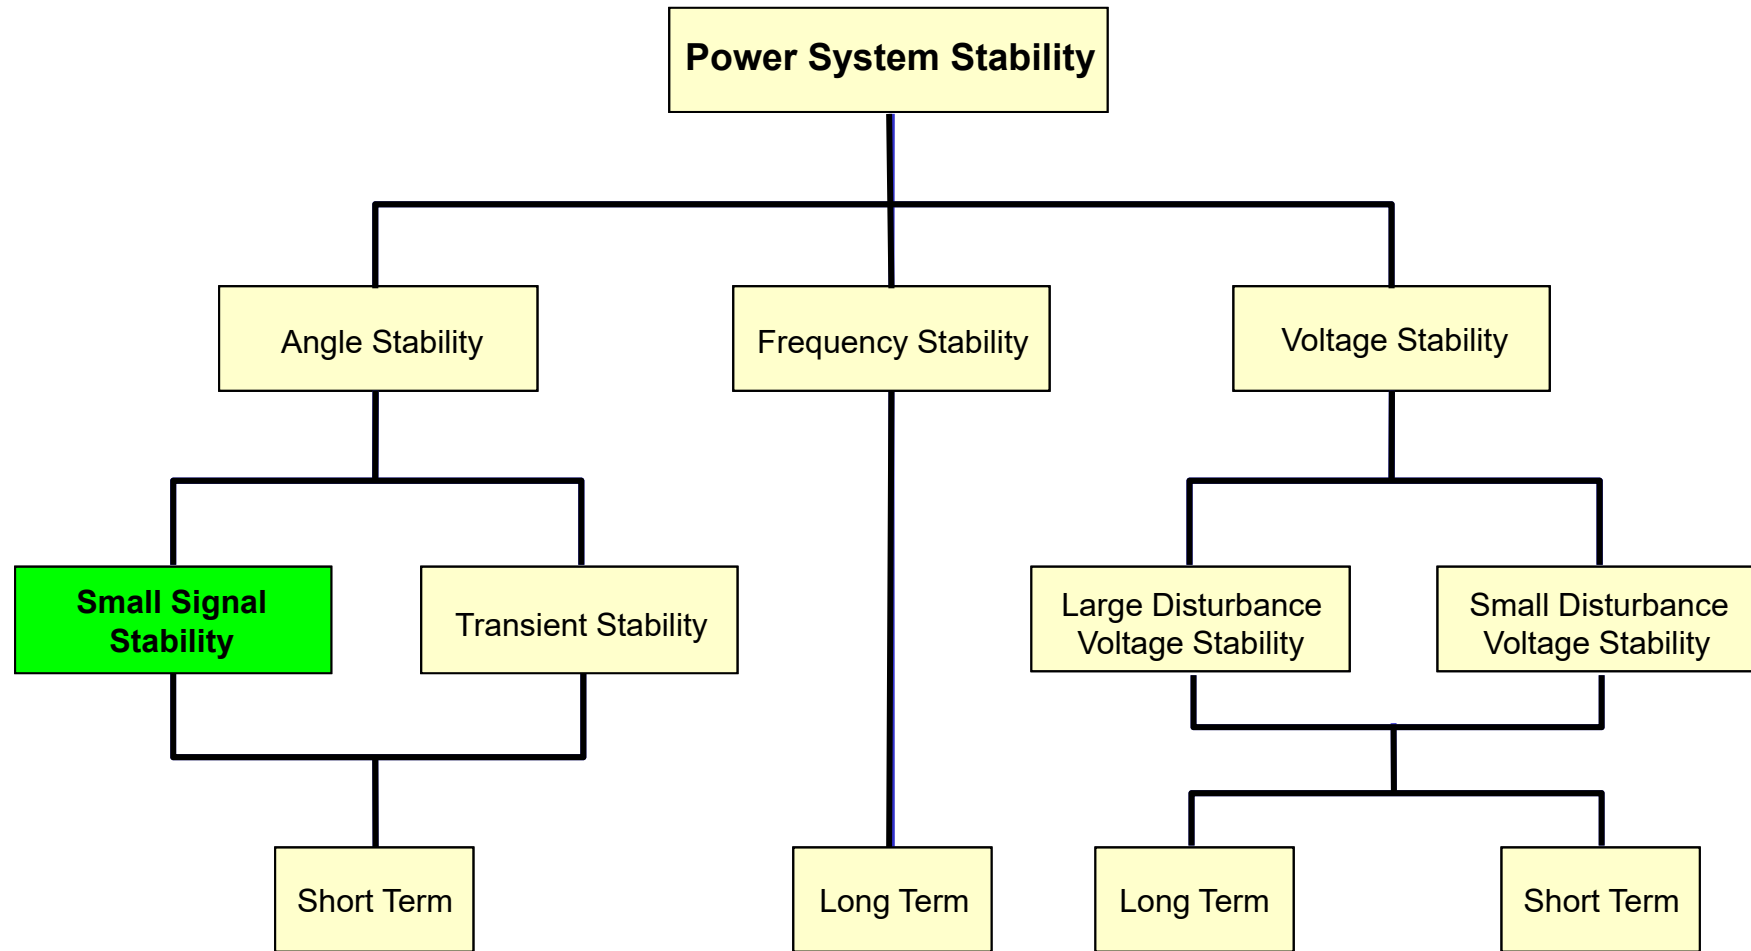 Power System Stability
Angle Stability
Frequency Stability
Voltage Stability
Small Signal
Stability
Transient Stability
Large Disturbance
Voltage Stability
Small Disturbance
Voltage Stability
Short Term
Long Term
Long Term
Short Term